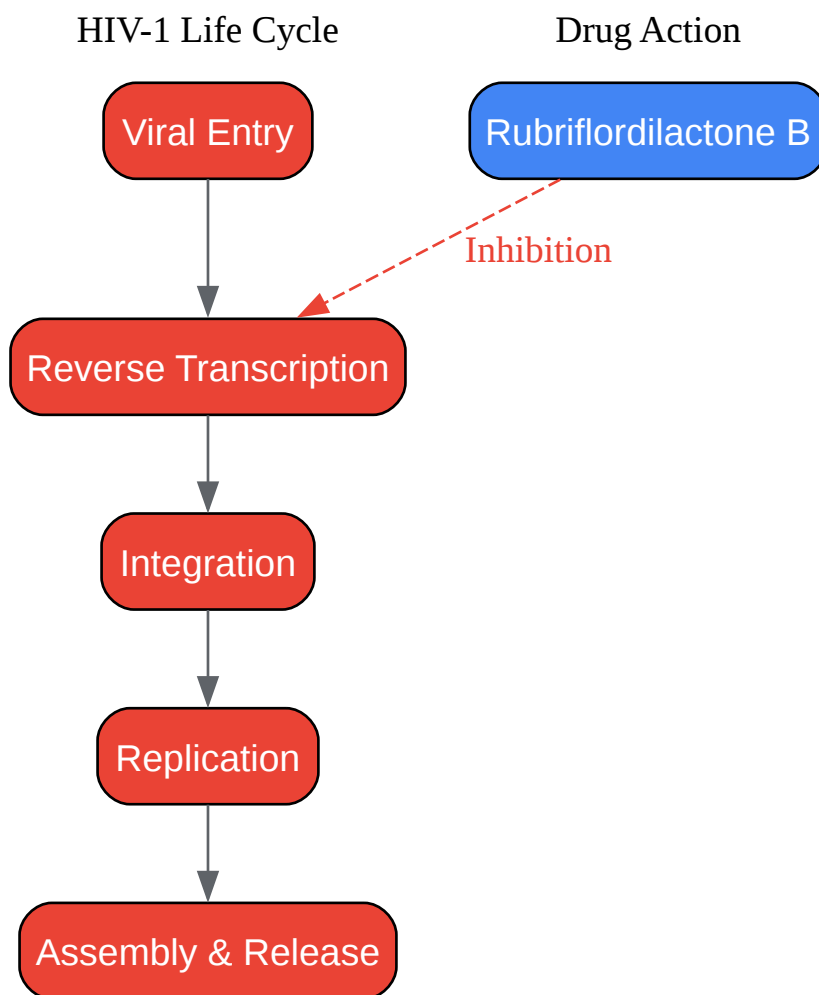 HIV-1 Life Cycle
Drug Action
Viral Entry
Rubriflordilactone B
Inhibition
Reverse Transcription
Integration
Replication
Assembly & Release